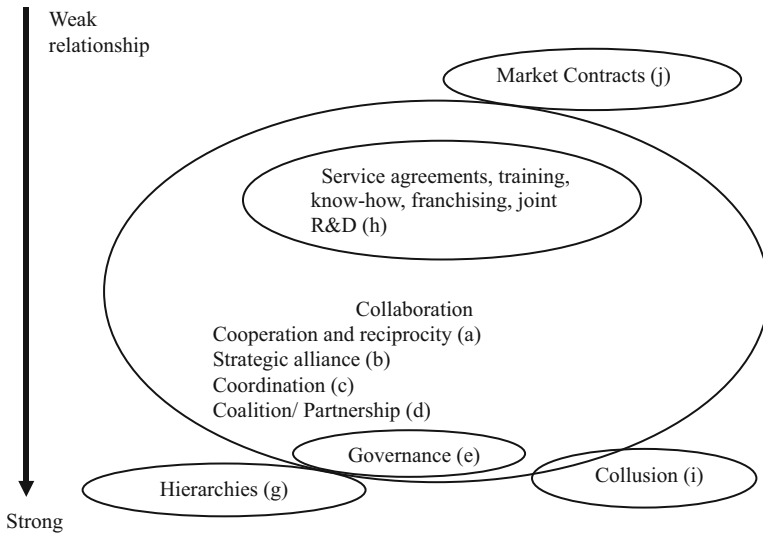 Weak
relationship
Market Contracts (j)
Service agreements, training,
know-how, franchising, joint
R&D (h)
Collaboration
Cooperation and reciprocity (a)
Strategic alliance (b)
Coordination (c)
Coalition/ Partnership (d)
Governance (e)
Collusion (i)
Hierarchies (g)
Strong